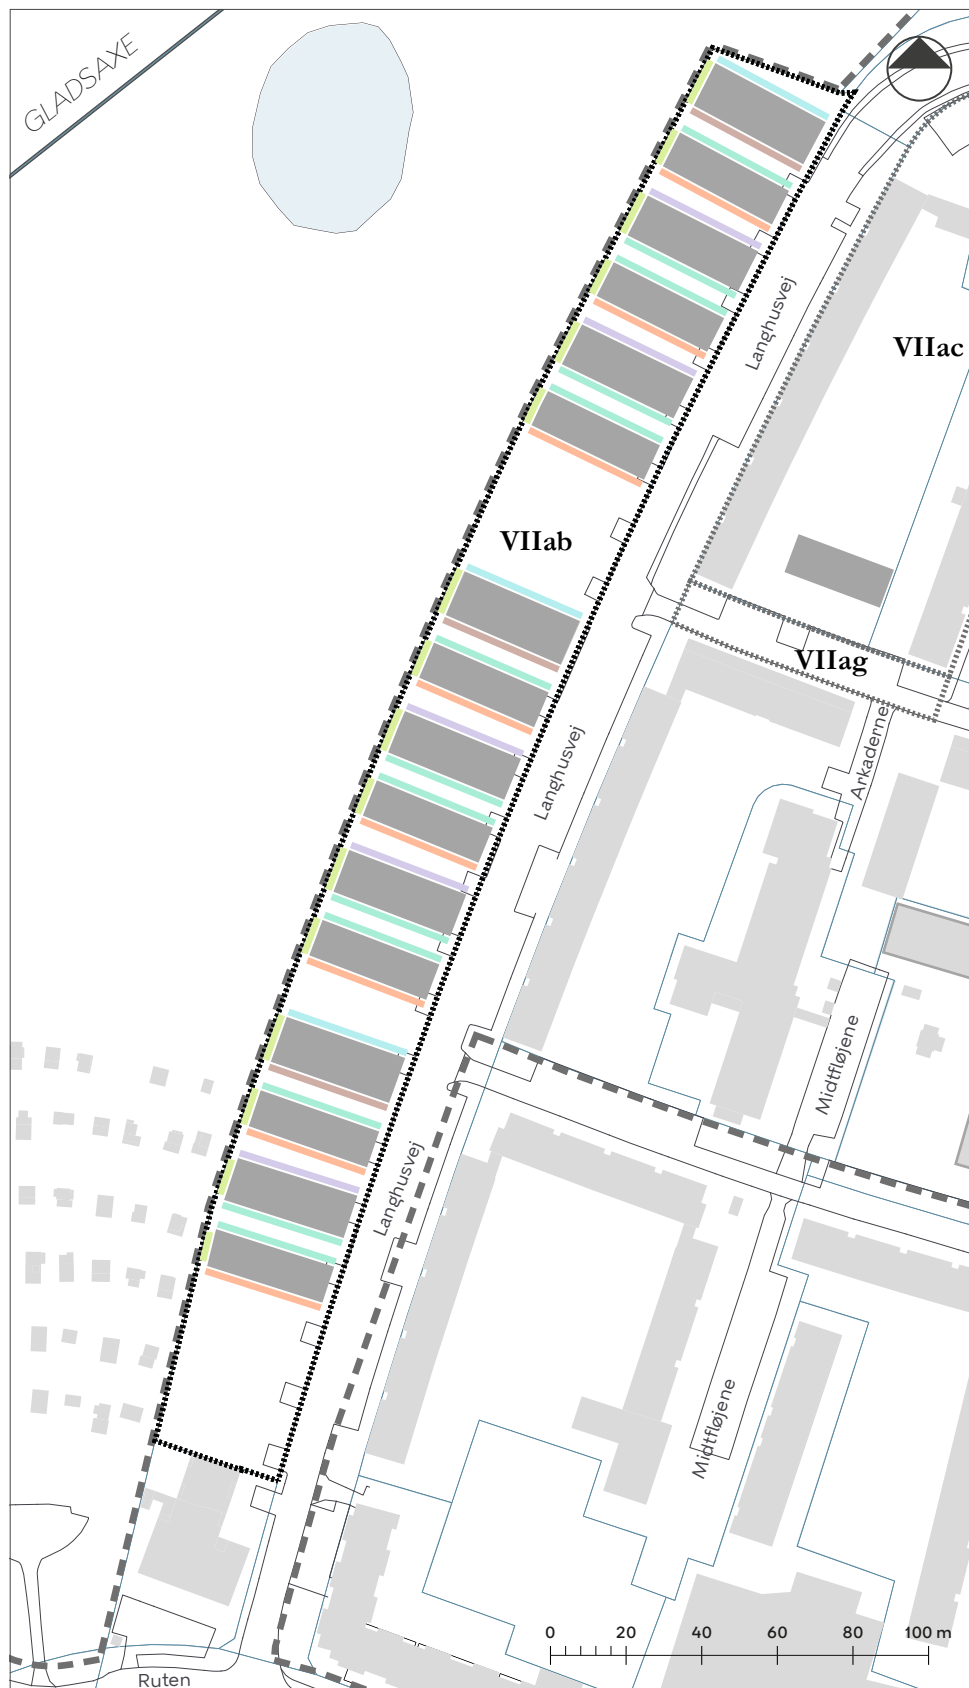 GLADSAXE
Langhusvej
VIIac
VIIab
VIIag
Arkaderne
Langhusvej
Midtfløjene
Langhusvej
Midtfløjene
0 20 40 60 80 100 m
Ruten